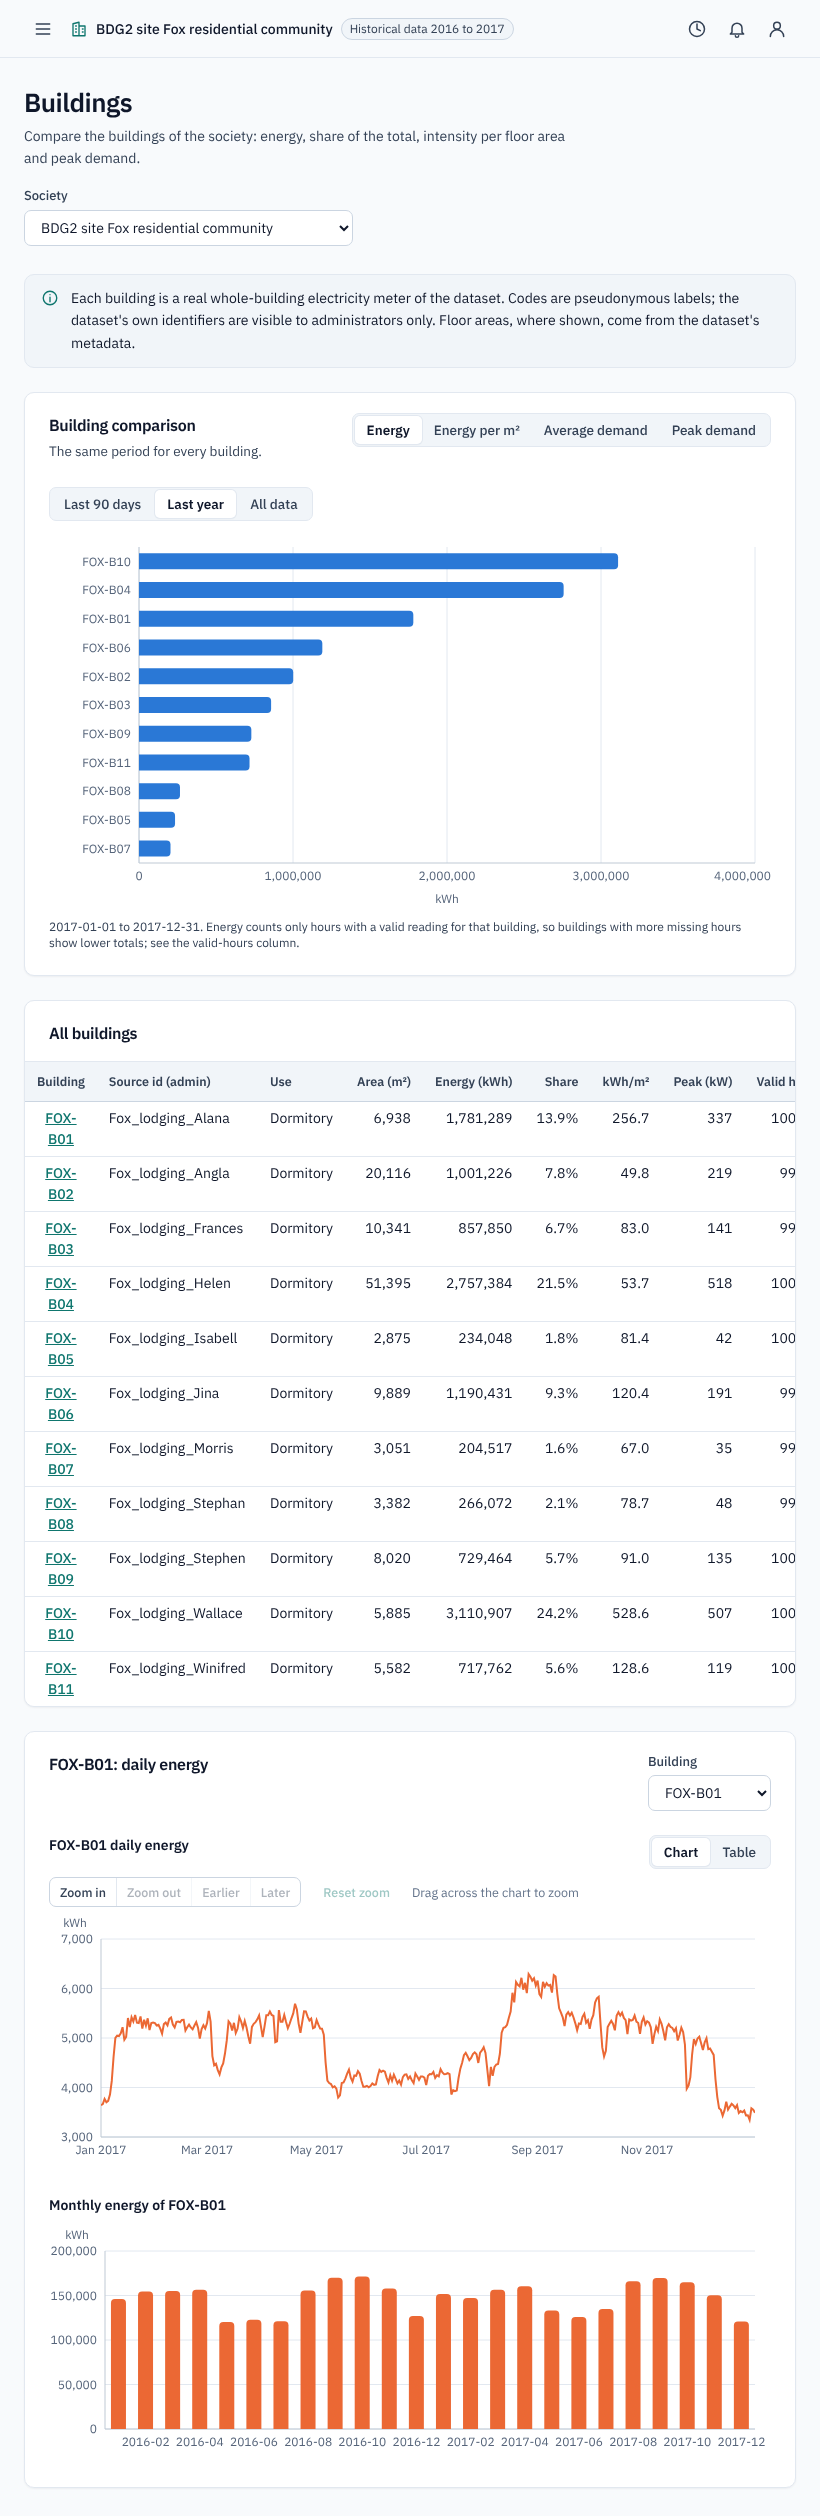 BDG2 site Fox residential community
Historical data 2016 to 2017
Buildings
Compare the buildings of the society: energy, share of the total, intensity per floor area
and peak demand.
Society
BDG2 site Fox residential community
Each building is a real whole-building electricity meter of the dataset. Codes are pseudonymous labels; the
dataset's own identifiers are visible to administrators only. Floor areas, where shown, come from the dataset's
metadata.
Building comparison
The same period for every building.
Energy Energy per m² Average demand Peak demand
Last 90 days Last year All data
FOX-B10
FOX-B04
FOX-B01
FOX-B06
FOX-B02
FOX-B03
FOX-B09
FOX-B11
FOX-B08
FOX-B05
FOX-B07
0 1,000,000 2,000,000 3,000,000 4,000,000
kWh
2017-01-01 to 2017-12-31. Energy counts only hours with a valid reading for that building, so buildings with more missing hours
show lower totals; see the valid-hours column.
All buildings
Building Source id (admin) Use Area (m²) Energy (kWh) Share kWh/m² Peak (kW) Valid h
FOX-B01 Fox_lodging_Alana Dormitory 6,938 1,781,289 13.9% 256.7 337 100
FOX-B02 Fox_lodging_Angla Dormitory 20,116 1,001,226 7.8% 49.8 219 99
FOX-B03 Fox_lodging_Frances Dormitory 10,341 857,850 6.7% 83.0 141 99
FOX-B04 Fox_lodging_Helen Dormitory 51,395 2,757,384 21.5% 53.7 518 100
FOX-B05 Fox_lodging_Isabell Dormitory 2,875 234,048 1.8% 81.4 42 100
FOX-B06 Fox_lodging_Jina Dormitory 9,889 1,190,431 9.3% 120.4 191 99
FOX-B07 Fox_lodging_Morris Dormitory 3,051 204,517 1.6% 67.0 35 99
FOX-B08 Fox_lodging_Stephan Dormitory 3,382 266,072 2.1% 78.7 48 99
FOX-B09 Fox_lodging_Stephen Dormitory 8,020 729,464 5.7% 91.0 135 100
FOX-B10 Fox_lodging_Wallace Dormitory 5,885 3,110,907 24.2% 528.6 507 100
FOX-B11 Fox_lodging_Winifred Dormitory 5,582 717,762 5.6% 128.6 119 100
FOX-B01: daily energy
Building
FOX-B01
FOX-B01 daily energy
Chart Table
Zoom in Zoom out Earlier Later Reset zoom Drag across the chart to zoom
kWh
7,000
6,000
5,000
4,000
3,000
Jan 2017 Mar 2017 May 2017 Jul 2017 Sep 2017 Nov 2017
Monthly energy of FOX-B01
kWh
200,000
150,000
100,000
50,000
0
2016-02 2016-04 2016-06 2016-08 2016-10 2016-12 2017-02 2017-04 2017-06 2017-08 2017-10 2017-12